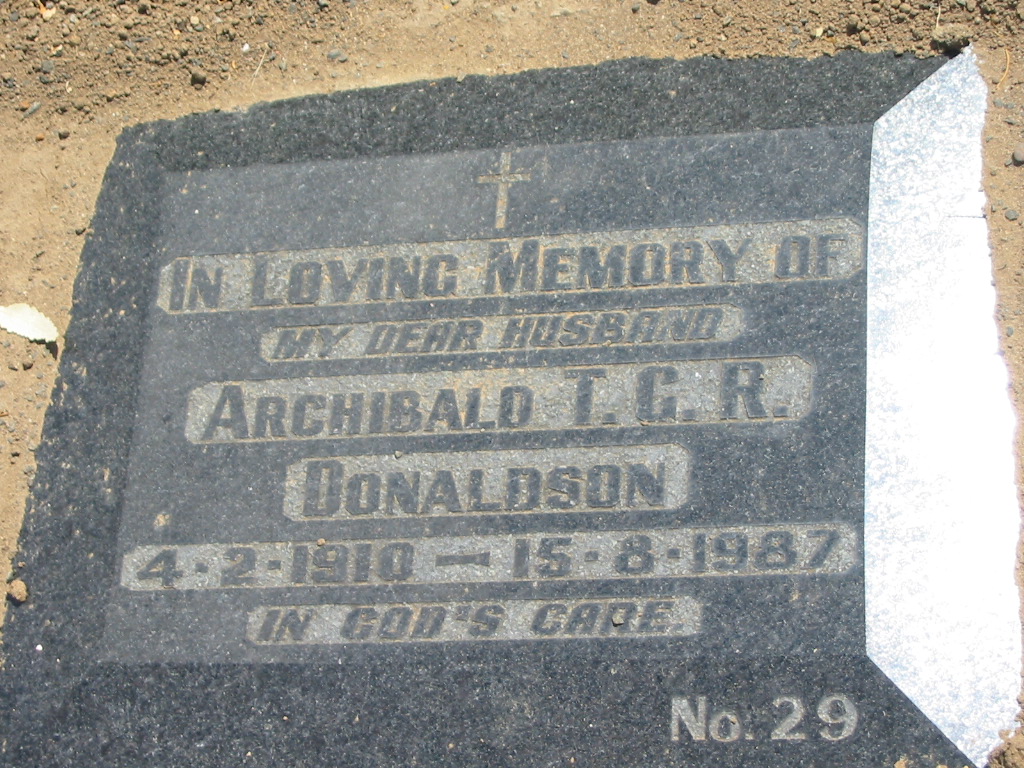 IN LOVING MEMORY OF
MY DEAR HUSBAND
ARCHIBALD T.C.R.
DONALDSON
4·2·1910 — 15·8·1987
IN GOD'S CARE.
No. 29